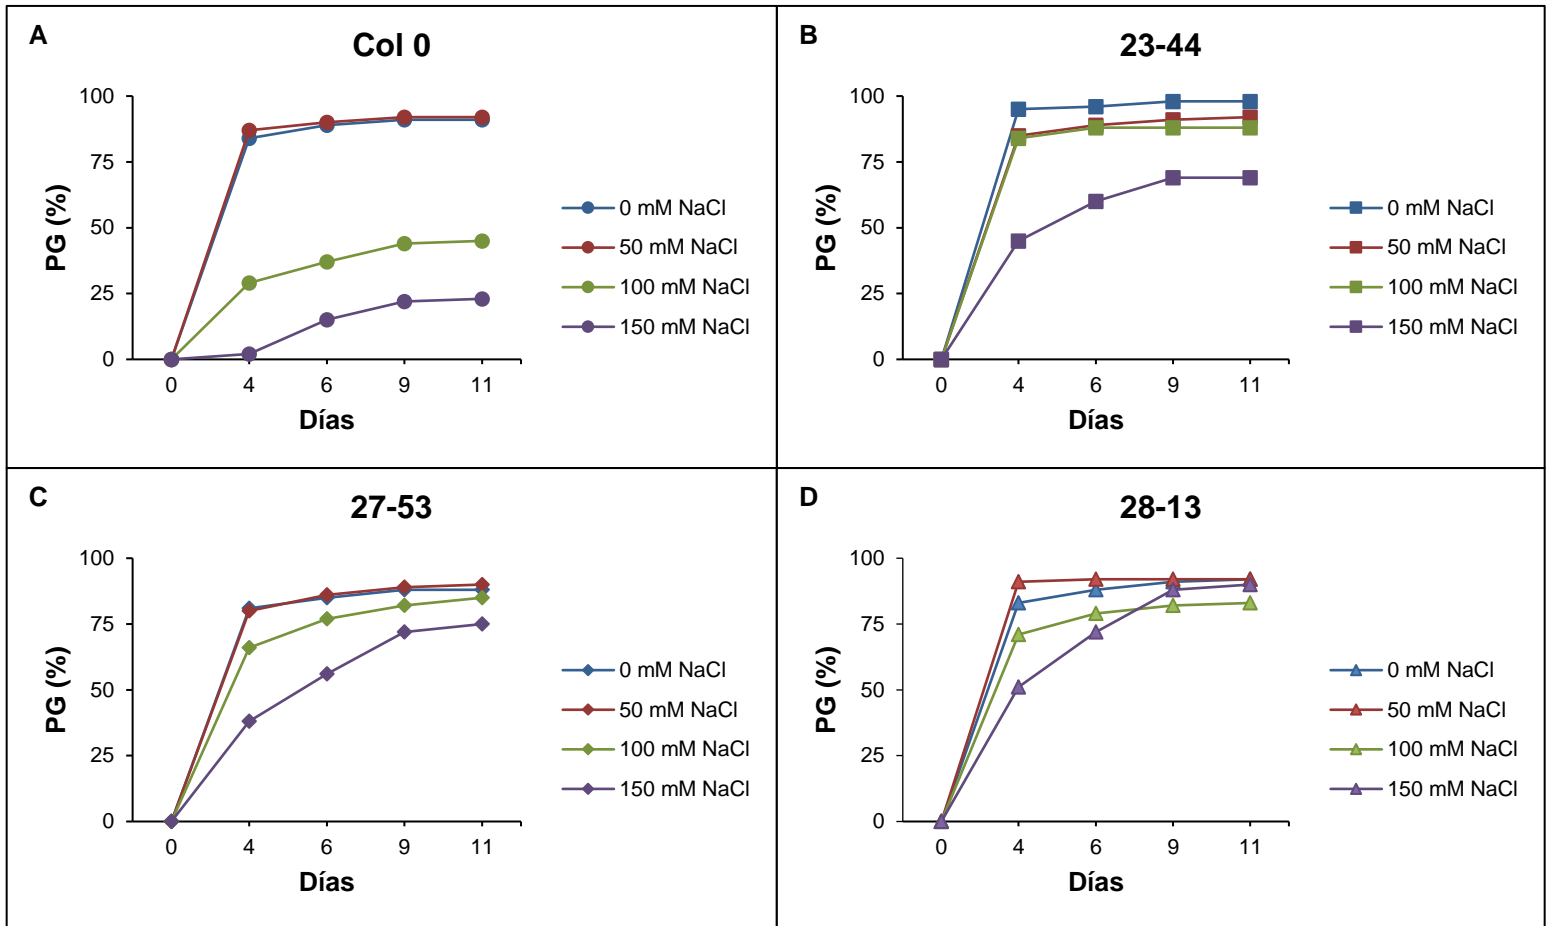 A
Col 0
100
75
50
25
0
PG (%)
0 4 6 9 11
Días
0 mM NaCl
50 mM NaCl
100 mM NaCl
150 mM NaCl
B
23-44
100
75
50
25
0
PG (%)
0 4 6 9 11
Días
0 mM NaCl
50 mM NaCl
100 mM NaCl
150 mM NaCl
C
27-53
100
75
50
25
0
PG (%)
0 4 6 9 11
Días
0 mM NaCl
50 mM NaCl
100 mM NaCl
150 mM NaCl
D
28-13
100
75
50
25
0
PG (%)
0 4 6 9 11
Días
0 mM NaCl
50 mM NaCl
100 mM NaCl
150 mM NaCl